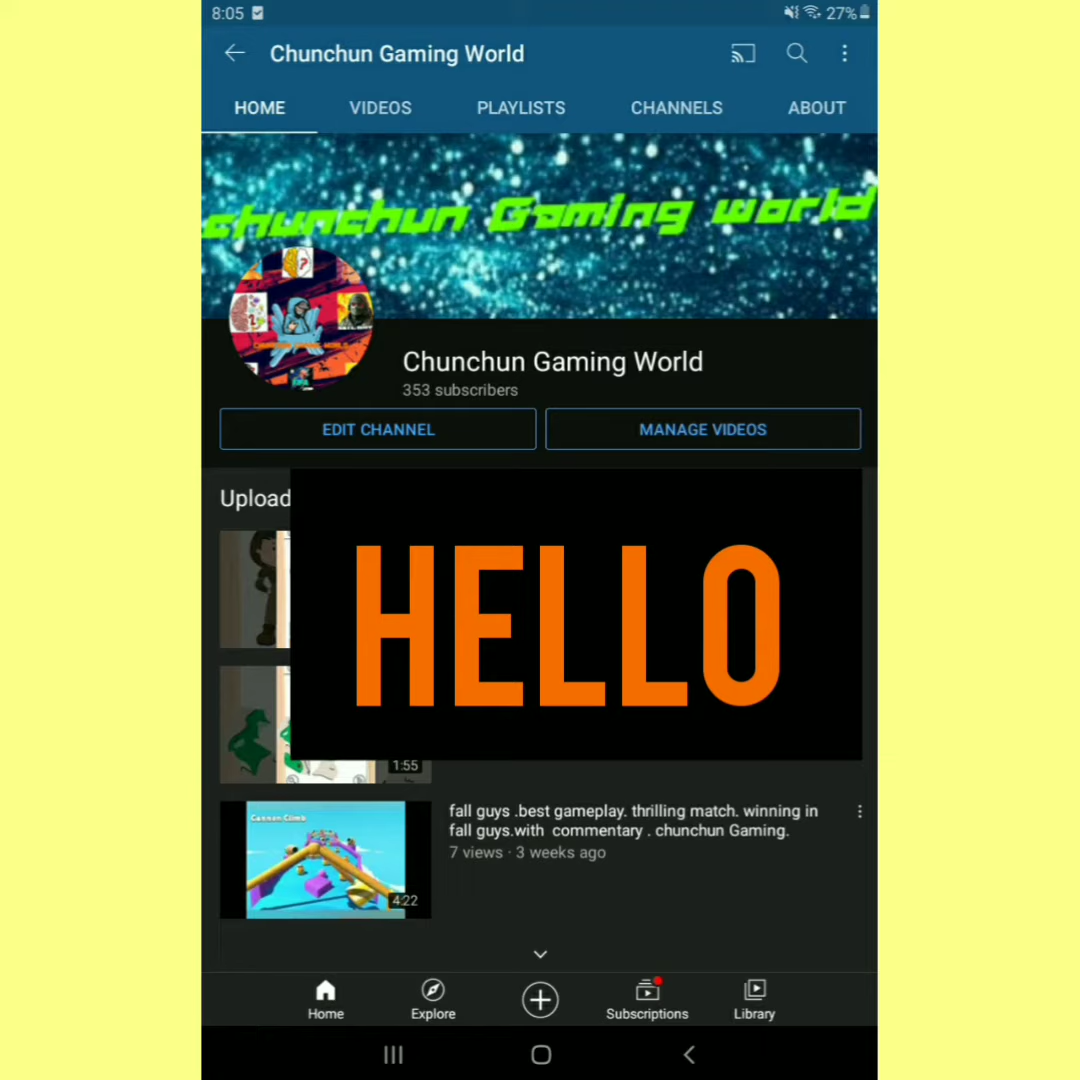 8:05 27%
Chunchun Gaming World
HOME VIDEOS PLAYLISTS CHANNELS ABOUT
chunchun Gaming world
Chunchun Gaming World
353 subscribers
EDIT CHANNEL MANAGE VIDEOS
Upload
HELLO
1:55
Cannon Climb
4:22
fall guys .best gameplay. thrilling match. winning in
fall guys.with commentary . chunchun Gaming.
7 views · 3 weeks ago
Home Explore Subscriptions Library